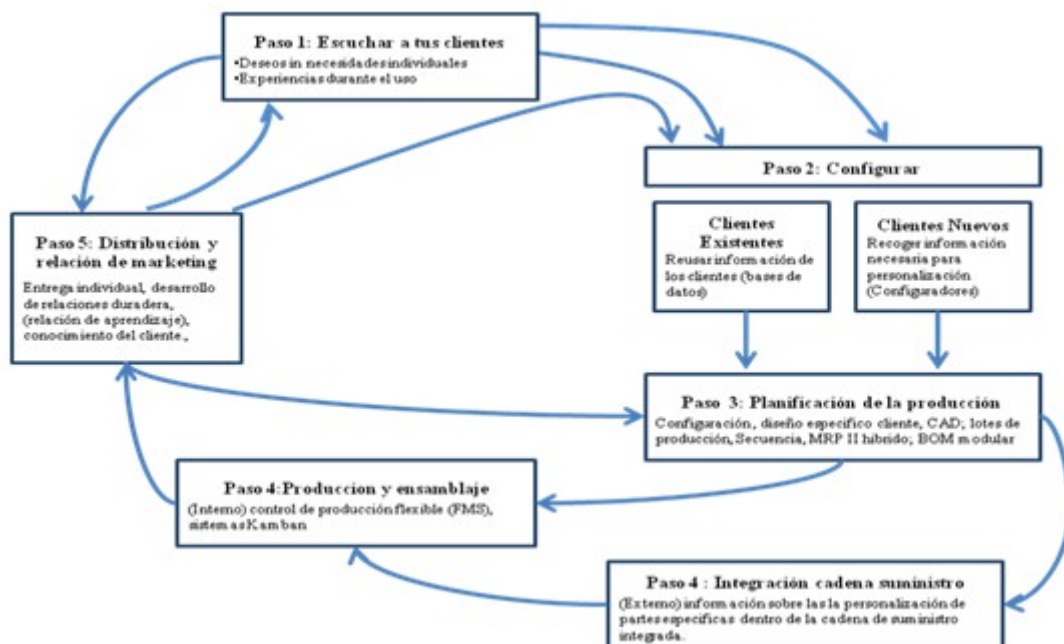 Paso 1: Escuchar a tus clientes
•Deseos in necesidades individuales
•Experiencias durante el uso
Paso 2: Configurar
Clientes
Existentes
Reusar información de
los clientes (bases de
datos)
Clientes Nuevos
Recoger información
necesaria para
personalización
(Configuradores)
Paso 5: Distribución y
relación de marketing
Entrega individual, desarrollo
de relaciones duradera,
(relación de aprendizaje),
conocimiento del cliente.,
Paso 3: Planificación de la producción
Configuración, diseño especifico cliente, CAD; lotes de
producción, Secuencia, MRP II hibrido; BOM modular
Paso 4:Produccion y ensamblaje
(Interno) control de producción flexible (FMS),
sistemas Kamban
Paso 4 : Integración cadena suministro
(Externo) información sobre las la personalización de
partes especificas dentro de la cadena de suministro
integrada.